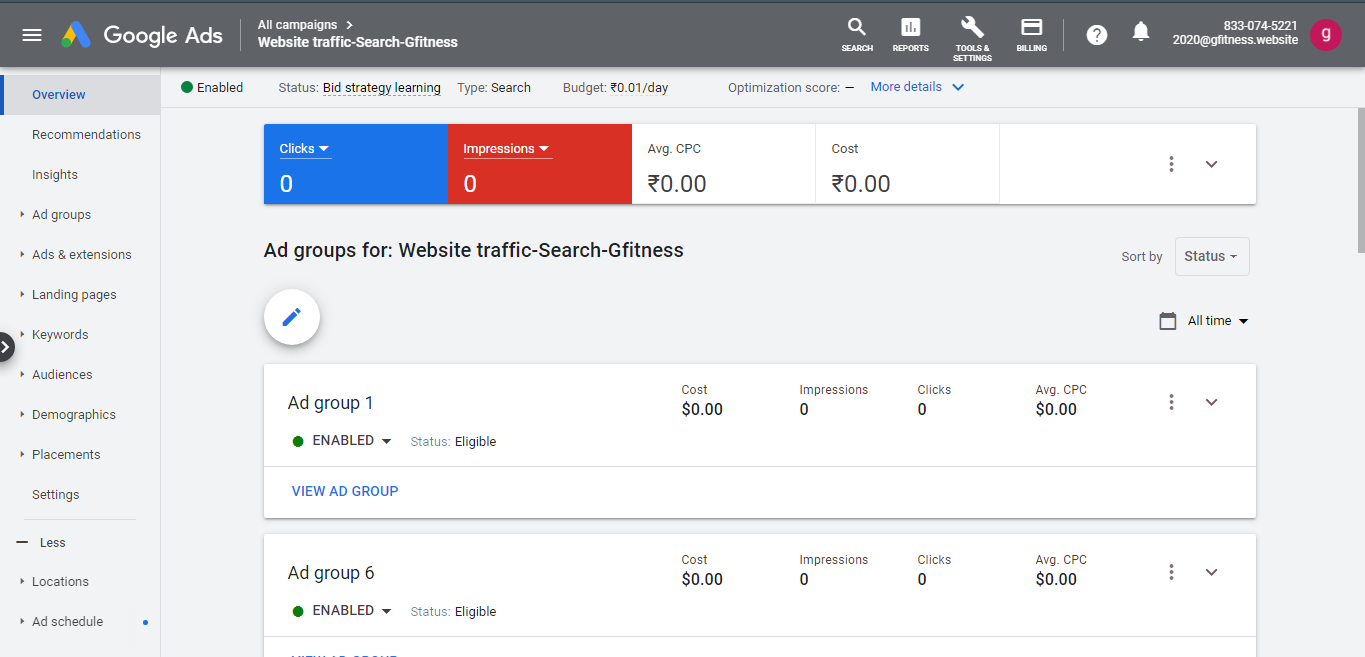 Google Ads
All campaigns
Website traffic-Search-Gfitness
SEARCH
REPORTS
TOOLS &
SETTINGS
BILLING
?
833-074-5221
2020@gfitness.website
g
Overview
Recommendations
Insights
Ad groups
Ads & extensions
Landing pages
Keywords
Audiences
Demographics
Placements
Settings
Less
Locations
Ad schedule
Enabled
Status: Bid strategy learning
Type: Search
Budget: ₹0.01/day
Optimization score: —
More details
Clicks
0
Impressions
0
Avg. CPC
₹0.00
Cost
₹0.00
Ad groups for: Website traffic-Search-Gfitness
Sort by
Status
All time
Ad group 1
ENABLED
Status: Eligible
Cost
$0.00
Impressions
0
Clicks
0
Avg. CPC
$0.00
VIEW AD GROUP
Ad group 6
ENABLED
Status: Eligible
Cost
$0.00
Impressions
0
Clicks
0
Avg. CPC
$0.00
VIEW AD GROUP